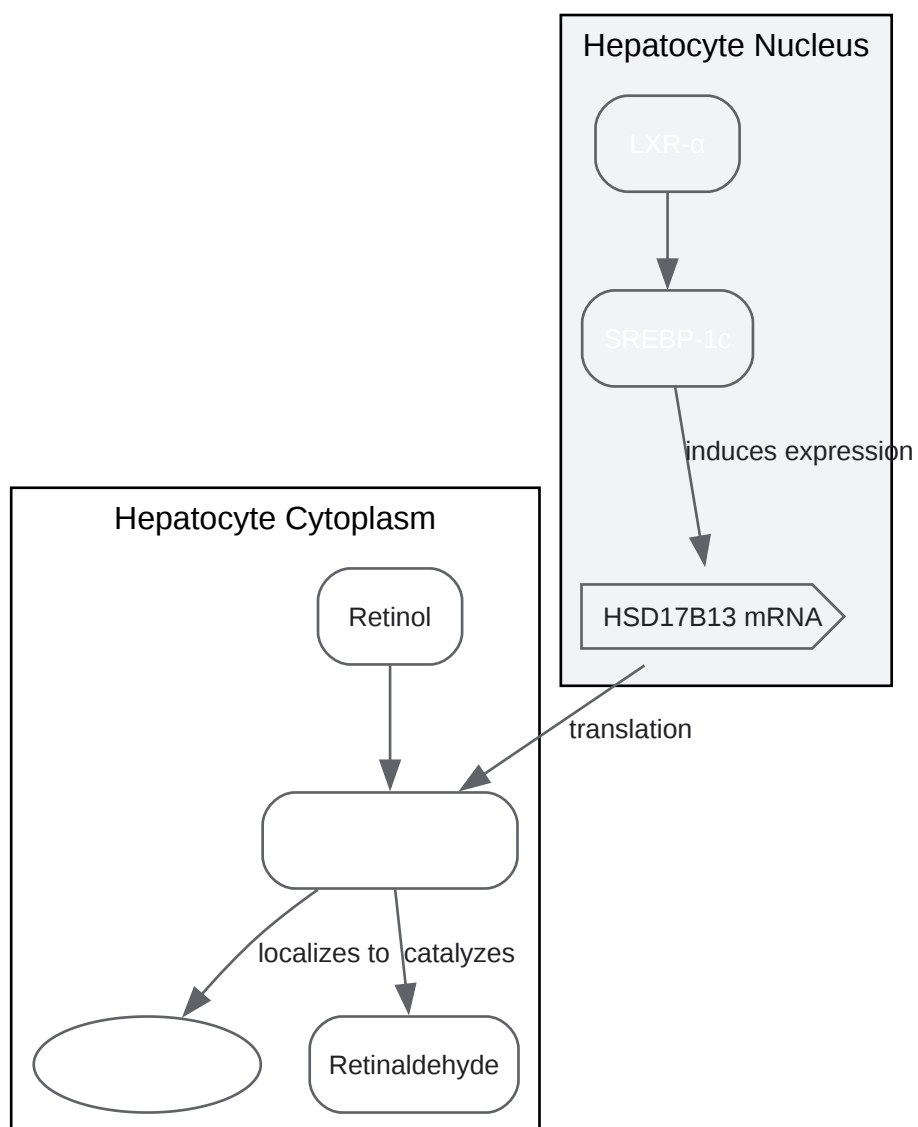 Hepatocyte Nucleus
LXR-α
SREBP-1c
induces expression
Hepatocyte Cytoplasm
Retinol
HSD17B13 mRNA
translation
localizes to
catalyzes
Retinaldehyde